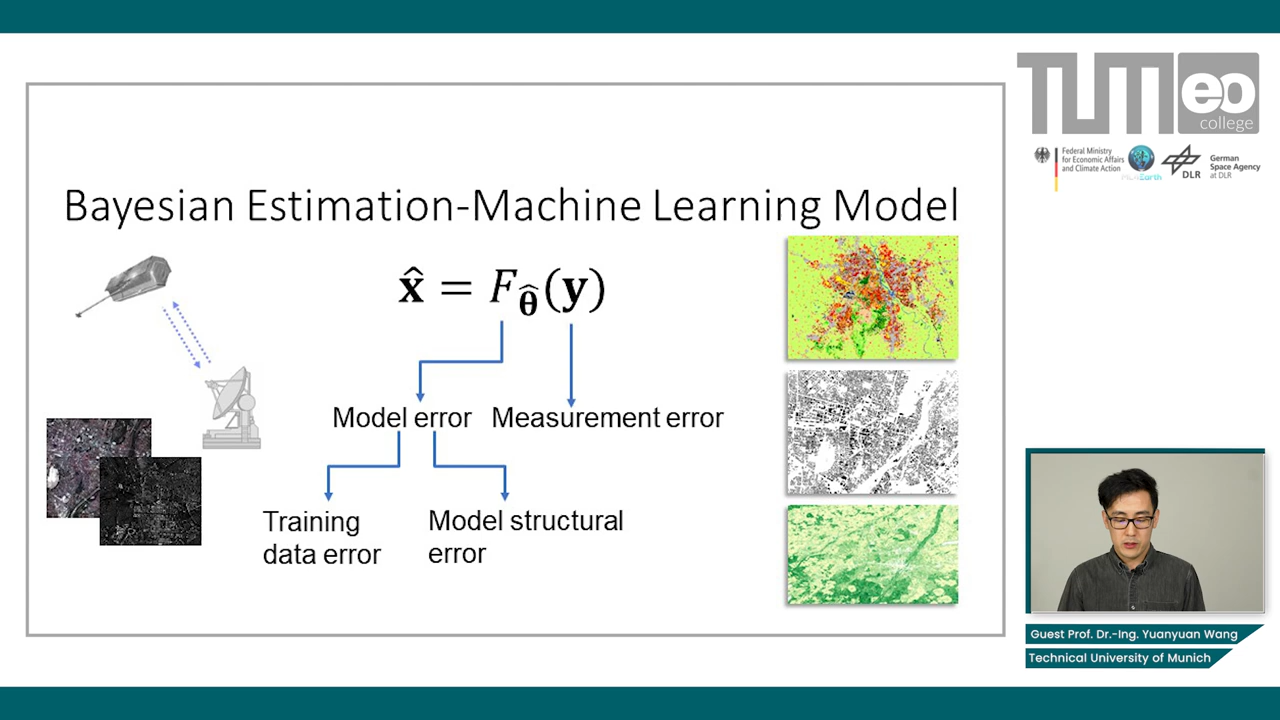 TUM eo
college
Federal Ministry
for Economic Affairs
and Climate Action
ML4Earth
DLR
German
Space Agency
at DLR
Bayesian Estimation-Machine Learning Model
x̂ = F_θ̂(y)
Model error
Measurement error
Training
data error
Model structural
error
Guest Prof. Dr.-Ing. Yuanyuan Wang
Technical University of Munich